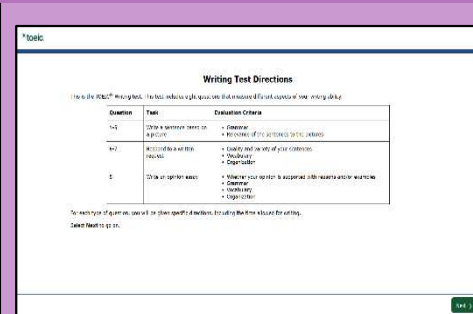 toeic
Writing Test Directions
This is the TOEIC® Writing test. This test includes eight questions that measure different aspects of your writing ability.
Question Task Evaluation Criteria
1-5 Write a sentence based on a picture • Grammar
• Relevance of the sentences to the pictures
6-7 Respond to a written request • Quality and variety of your sentences
• Vocabulary
• Organization
8 Write an opinion essay • Whether your opinion is supported with reasons and/or examples
• Grammar
• Vocabulary
• Organization
For each type of question, you will be given specific directions, including the time allowed for writing.
Select Next to go on.